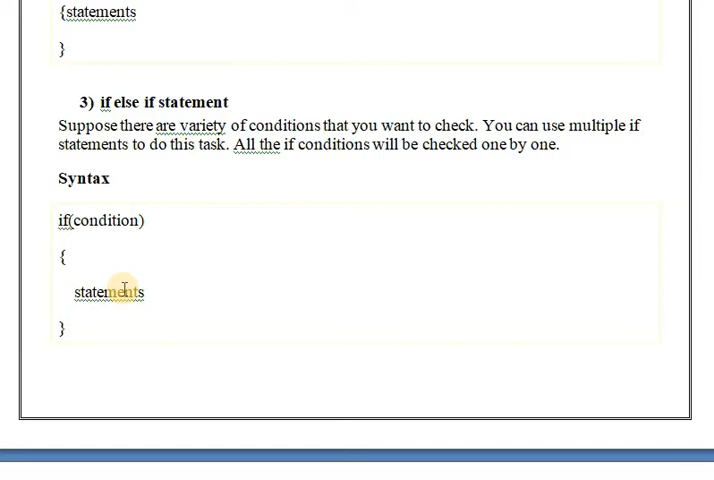 {statements
}
3) if else if statement
Suppose there are variety of conditions that you want to check. You can use multiple if
statements to do this task. All the if conditions will be checked one by one.
Syntax
if(condition)
{
statements
}